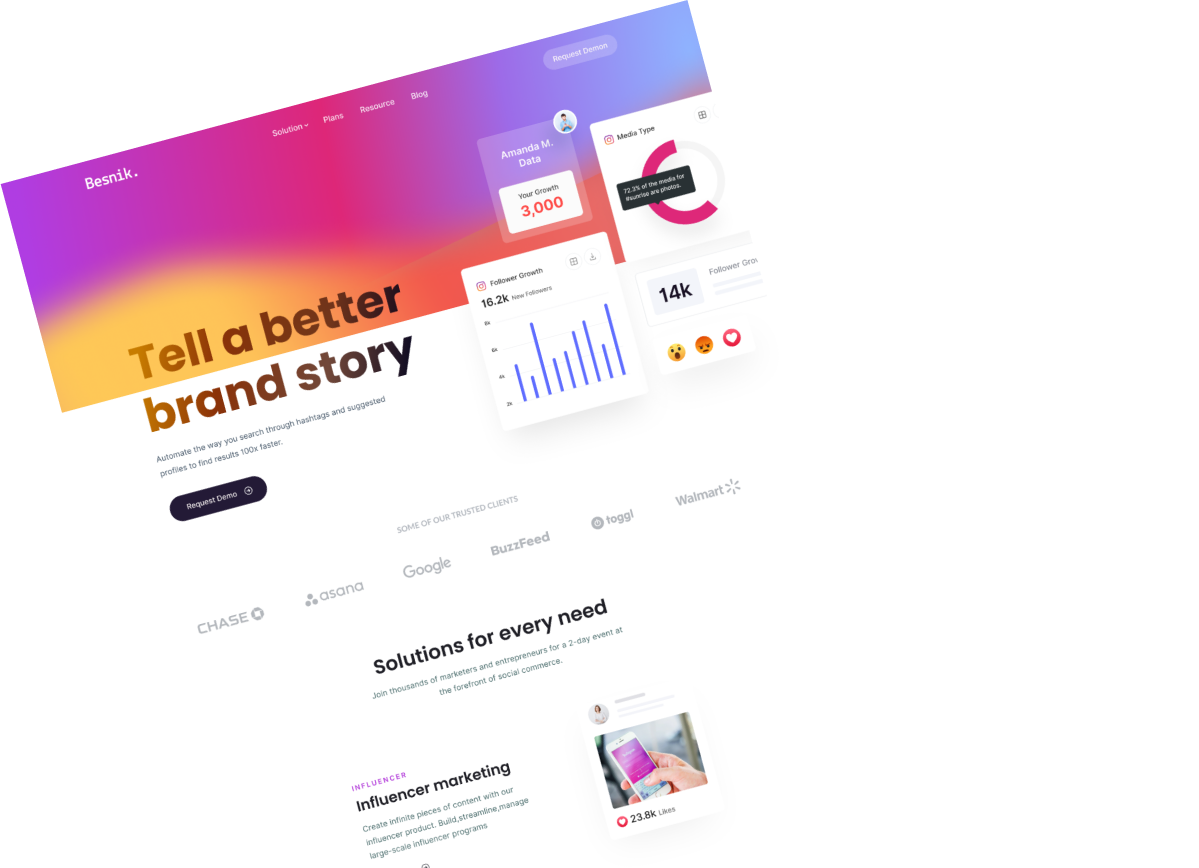 Besnik.
Solution
Plans
Resource
Blog
Request Demon
Tell a better
brand story
Automate the way you search through hashtags and suggested
profiles to find results 100x faster.
Request Demo
Amanda M.
Data
Your Growth
3,000
Media Type
72.3% of the media for
#sunrise are photos.
Follower Growth
16.2k New Followers
8k
6k
4k
2k
14k
SOME OF OUR TRUSTED CLIENTS
CHASE
asana
Google
BuzzFeed
toggl
Walmart
Solutions for every need
Join thousands of marketers and entrepreneurs for a 2-day event at
the forefront of social commerce.
INFLUENCER
Influencer marketing
Create infinite pieces of content with our
influencer product. Build,streamline,manage
large-scale influencer programs
23.8k Likes